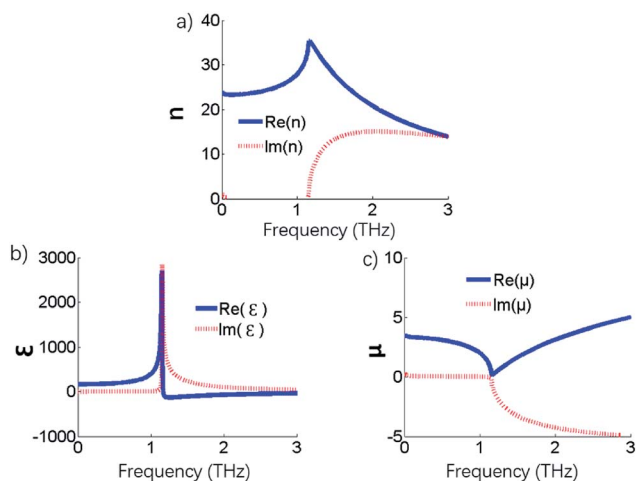 a)
40
30
20
10
0
n
Re(n)
Im(n)
0 1 2 3
Frequency (THz)
b)
3000
2000
1000
0
-1000
ε
Re(ε)
Im(ε)
0 1 2 3
Frequency (THz)
c)
10
5
0
-5
μ
Re(μ)
Im(μ)
0 1 2 3
Frequency (THz)